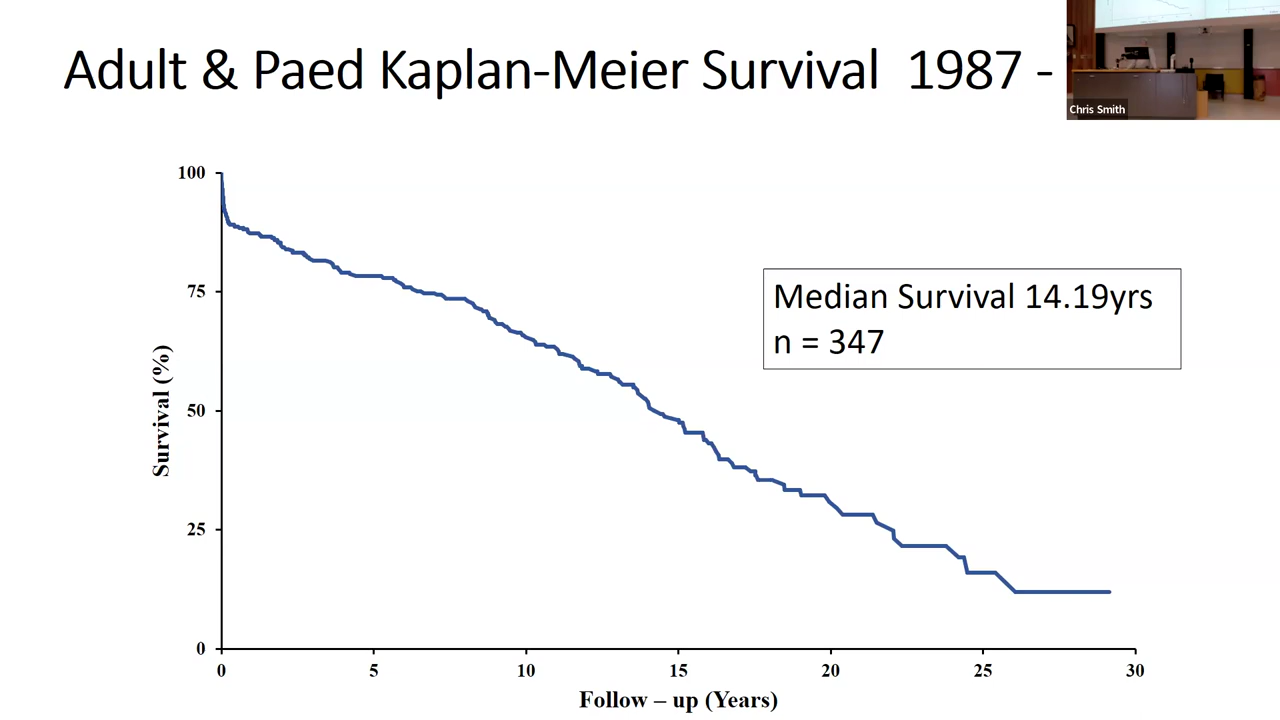 Adult & Paed Kaplan-Meier Survival 1987 -
Chris Smith
100
75
50
25
0
Survival (%)
Median Survival 14.19yrs
n = 347
0 5 10 15 20 25 30
Follow – up (Years)